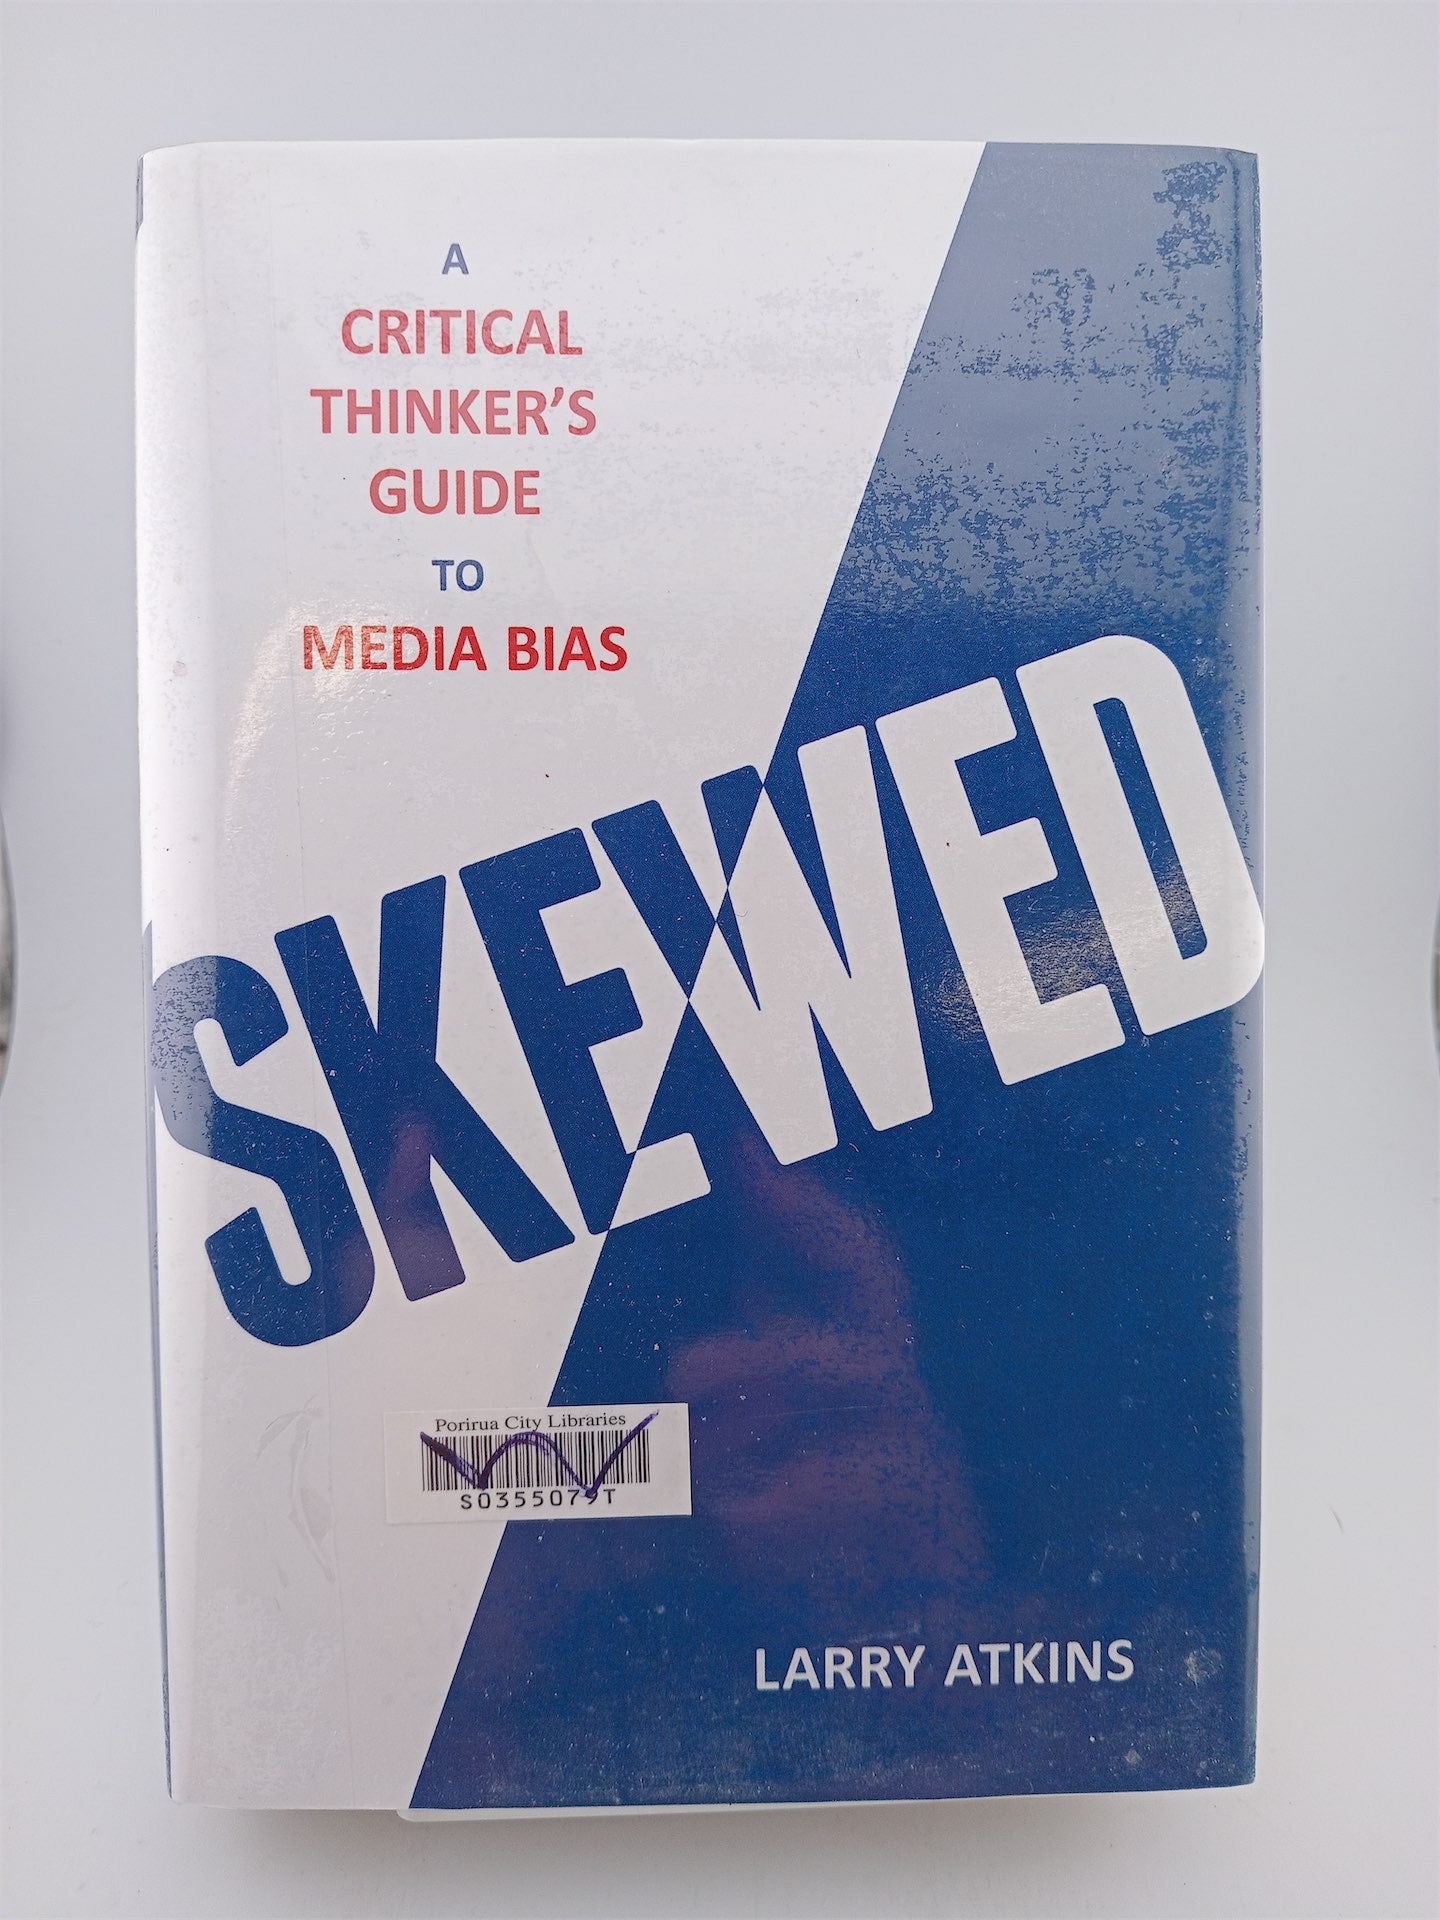 A
CRITICAL
THINKER'S
GUIDE
TO
MEDIA BIAS
SKEWED
Porirua City Libraries
S0355079T
LARRY ATKINS